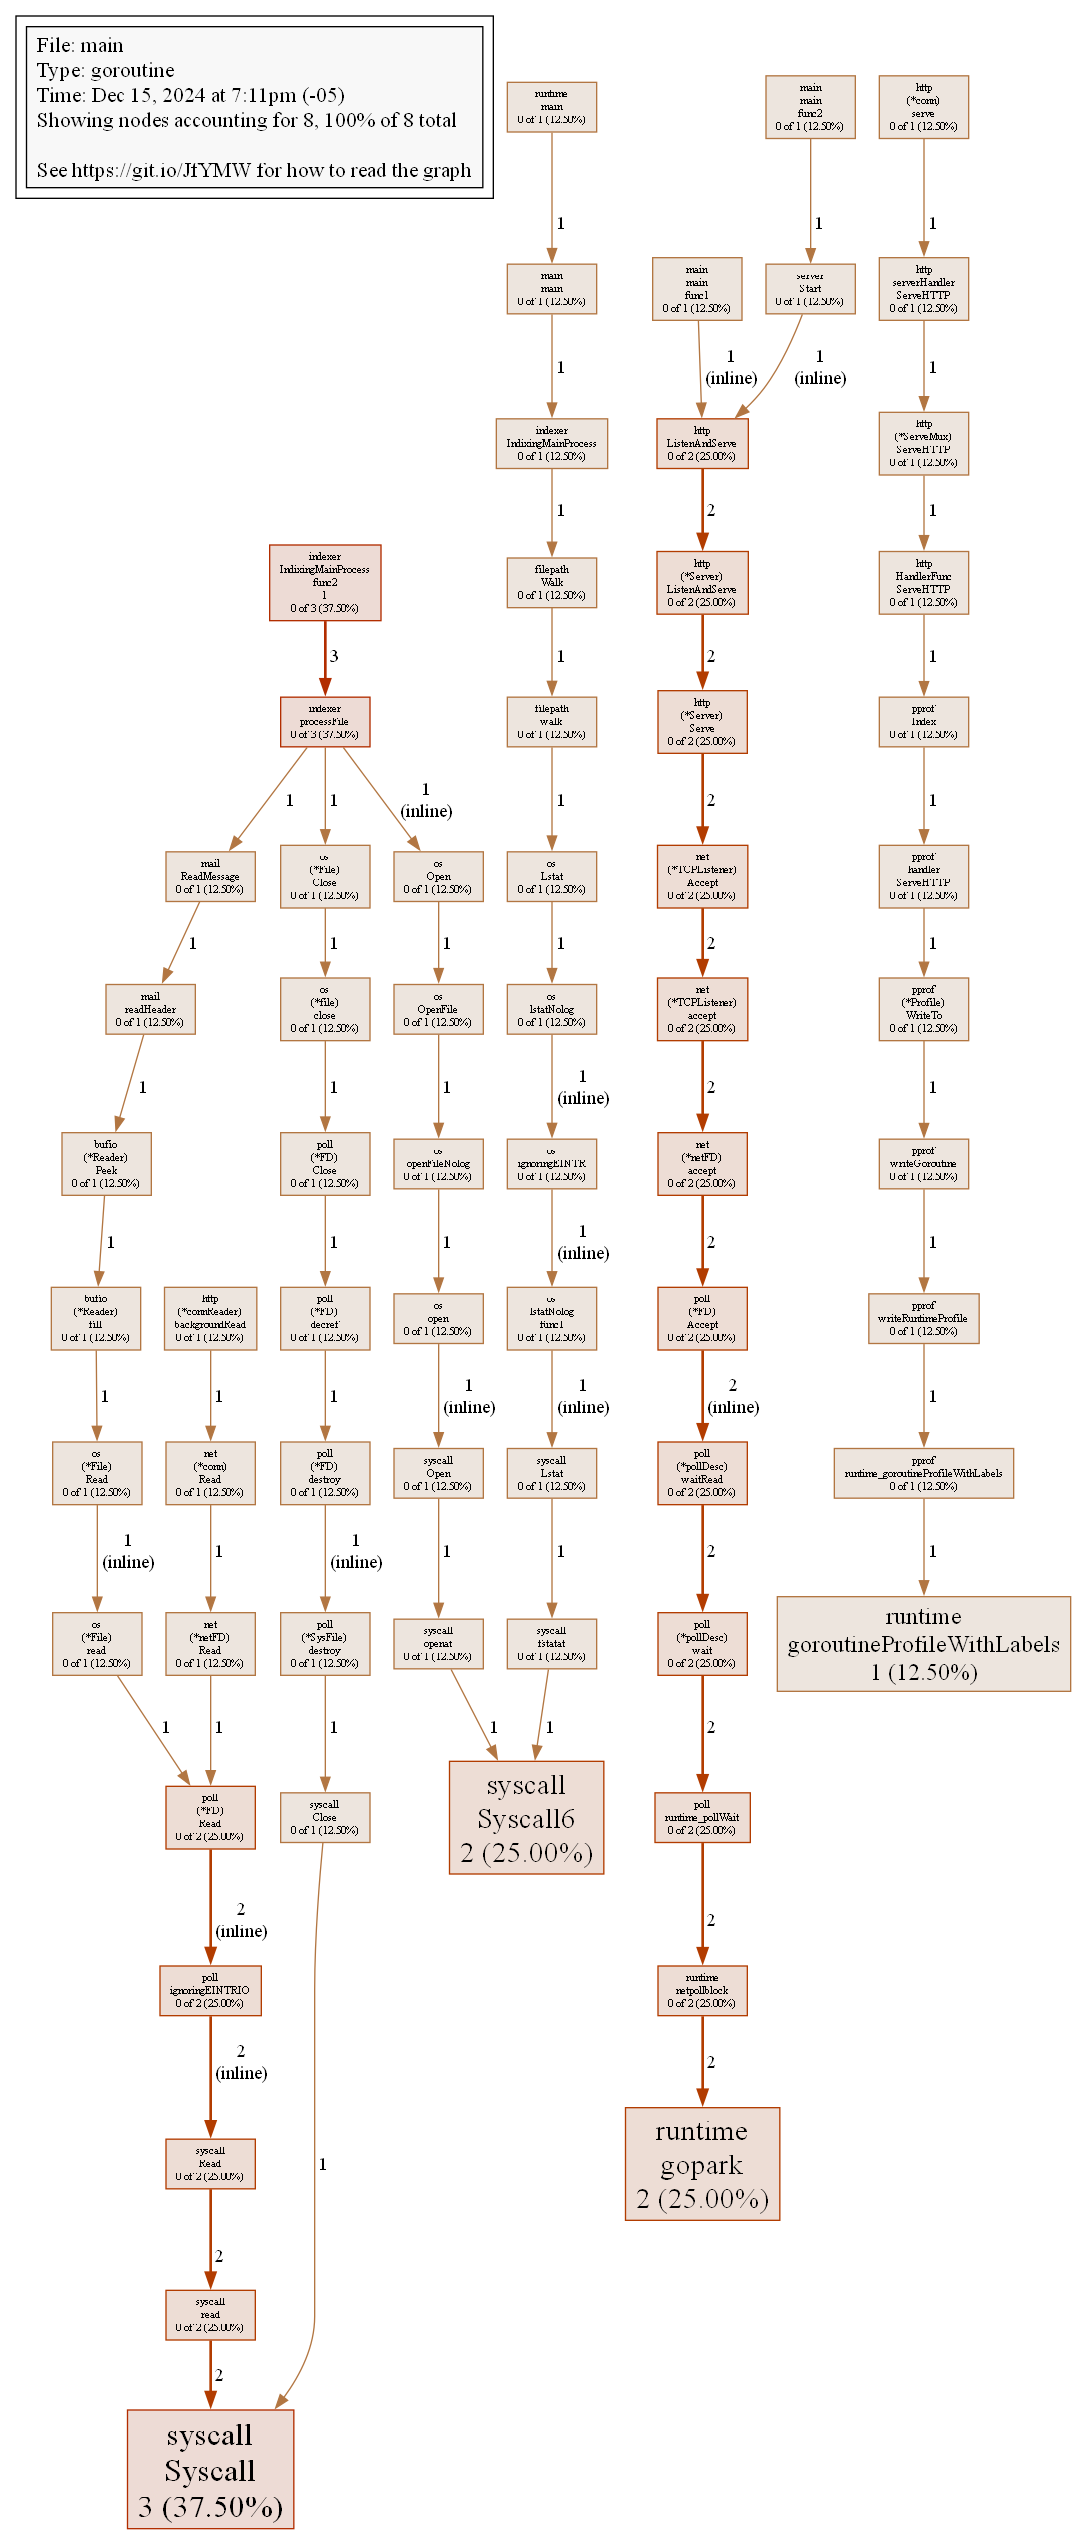 File: main
Type: goroutine
Time: Dec 15, 2024 at 7:11pm (-05)
Showing nodes accounting for 8, 100% of 8 total
See https://git.io/JfYMW for how to read the graph
runtime
main
0 of 1 (12.50%)
main
main
func2
0 of 1 (12.50%)
http
(*conn)
serve
0 of 1 (12.50%)
1
1
1
main
main
0 of 1 (12.50%)
main
main
func1
0 of 1 (12.50%)
server
Start
0 of 1 (12.50%)
http
serverHandler
ServeHTTP
0 of 1 (12.50%)
1
1
(inline)
1
(inline)
1
indexer
IndixingMainProcess
0 of 1 (12.50%)
http
ListenAndServe
0 of 2 (25.00%)
http
(*ServeMux)
ServeHTTP
0 of 1 (12.50%)
1
2
1
indexer
IndixingMainProcess
func2
1
0 of 3 (37.50%)
filepath
Walk
0 of 1 (12.50%)
http
(*Server)
ListenAndServe
0 of 2 (25.00%)
http
HandlerFunc
ServeHTTP
0 of 1 (12.50%)
3
1
2
1
indexer
processFile
0 of 3 (37.50%)
filepath
walk
0 of 1 (12.50%)
http
(*Server)
Serve
0 of 2 (25.00%)
pprof
Index
0 of 1 (12.50%)
1
1
1
(inline)
1
2
1
mail
ReadMessage
0 of 1 (12.50%)
os
(*File)
Close
0 of 1 (12.50%)
os
Open
0 of 1 (12.50%)
os
Lstat
0 of 1 (12.50%)
net
(*TCPListener)
Accept
0 of 2 (25.00%)
pprof
handler
ServeHTTP
0 of 1 (12.50%)
1
1
1
1
2
1
mail
readHeader
0 of 1 (12.50%)
os
(*file)
close
0 of 1 (12.50%)
os
OpenFile
0 of 1 (12.50%)
os
lstatNolog
0 of 1 (12.50%)
net
(*TCPListener)
accept
0 of 2 (25.00%)
pprof
(*Profile)
WriteTo
0 of 1 (12.50%)
1
1
1
1
(inline)
2
1
bufio
(*Reader)
Peek
0 of 1 (12.50%)
poll
(*FD)
Close
0 of 1 (12.50%)
os
openFileNolog
0 of 1 (12.50%)
os
ignoringEINTR
0 of 1 (12.50%)
net
(*netFD)
accept
0 of 2 (25.00%)
pprof
writeGoroutine
0 of 1 (12.50%)
1
1
1
1
(inline)
2
1
bufio
(*Reader)
fill
0 of 1 (12.50%)
http
(*connReader)
backgroundRead
0 of 1 (12.50%)
poll
(*FD)
decref
0 of 1 (12.50%)
os
open
0 of 1 (12.50%)
os
lstatNolog
func1
0 of 1 (12.50%)
poll
(*FD)
Accept
0 of 2 (25.00%)
pprof
writeRuntimeProfile
0 of 1 (12.50%)
1
1
1
1
(inline)
1
(inline)
2
(inline)
1
os
(*File)
Read
0 of 1 (12.50%)
net
(*conn)
Read
0 of 1 (12.50%)
poll
(*FD)
destroy
0 of 1 (12.50%)
syscall
Open
0 of 1 (12.50%)
syscall
Lstat
0 of 1 (12.50%)
poll
(*pollDesc)
waitRead
0 of 2 (25.00%)
pprof
runtime_goroutineProfileWithLabels
0 of 1 (12.50%)
1
(inline)
1
1
(inline)
1
1
2
1
os
(*File)
read
0 of 1 (12.50%)
net
(*netFD)
Read
0 of 1 (12.50%)
poll
(*SysFile)
destroy
0 of 1 (12.50%)
syscall
openat
0 of 1 (12.50%)
syscall
fstatat
0 of 1 (12.50%)
poll
(*pollDesc)
wait
0 of 2 (25.00%)
runtime
goroutineProfileWithLabels
1 (12.50%)
1
1
1
1
1
2
poll
(*FD)
Read
0 of 2 (25.00%)
syscall
Close
0 of 1 (12.50%)
syscall
Syscall6
2 (25.00%)
poll
runtime_pollWait
0 of 2 (25.00%)
2
(inline)
2
poll
ignoringEINTRIO
0 of 2 (25.00%)
runtime
netpollblock
0 of 2 (25.00%)
2
(inline)
2
syscall
Read
0 of 2 (25.00%)
1
runtime
gopark
2 (25.00%)
2
syscall
read
0 of 2 (25.00%)
2
syscall
Syscall
3 (37.50%)